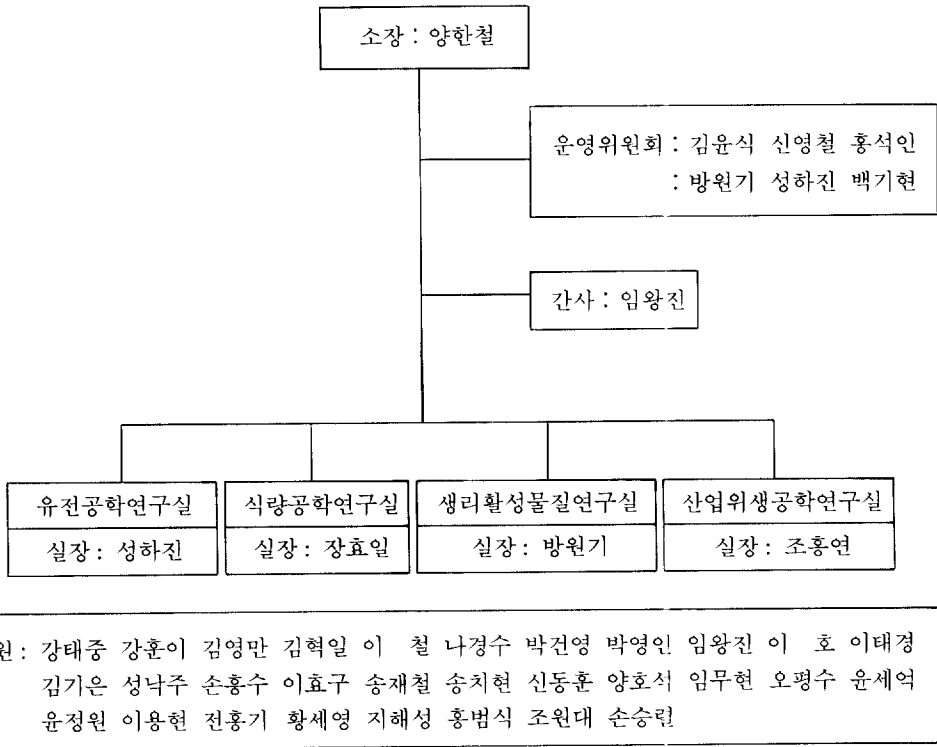 소장 : 양한철
운영위원회 : 김윤식 신영철 홍석인
: 방원기 성하진 백기현
간사 : 임왕진
유전공학연구실 식량공학연구실 생리활성물질연구실 산업위생공학연구실
실장 : 성하진 실장 : 장효일 실장 : 방원기 실장 : 조홍연
원 : 강태중 강훈이 김영만 김혁일 이 철 나경수 박건영 박영인 임왕진 이 호 이태경
김기은 성낙주 손흥수 이효구 송재철 송치현 신동훈 양호석 임무현 오평수 윤세억
윤정원 이용현 전홍기 황세영 지해성 홍범식 조원대 손승렬